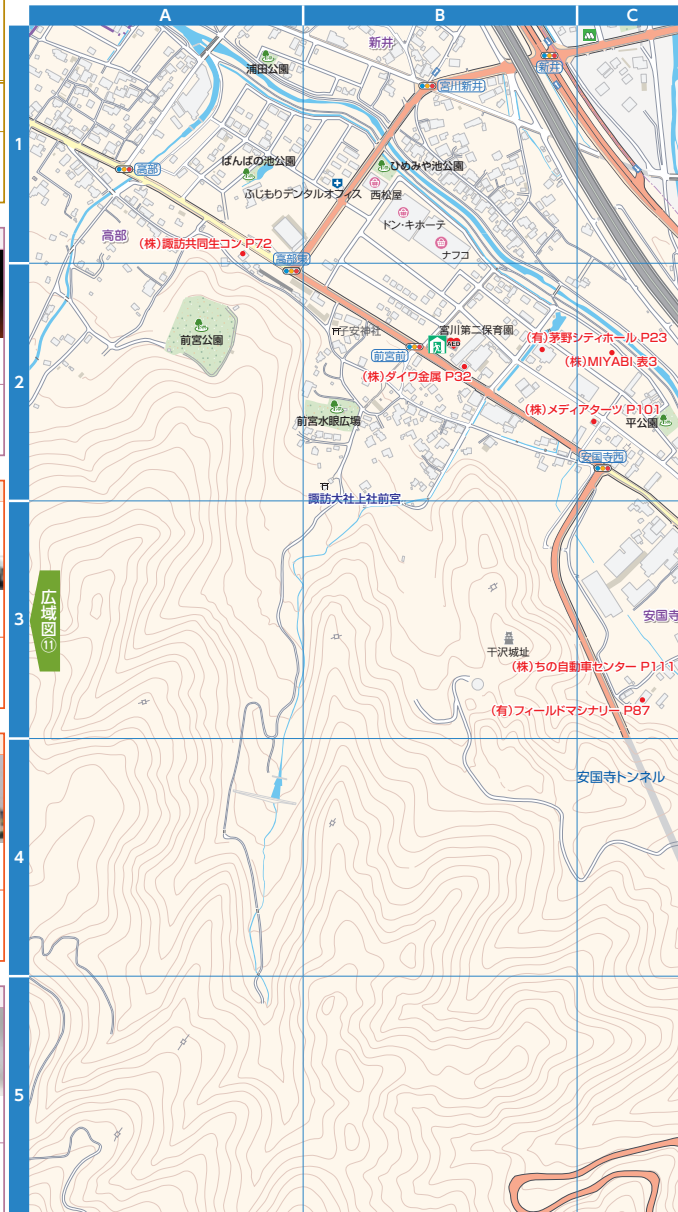 A
B
C
1
2
3
4
5
新井
浦田公園
宮川新井
新井
高部
ばんばの池公園
ひめみや池公園
ふじもりデンタルオフィス
西松屋
ドン・キホーテ
ナフコ
高部
(株)諏訪共同生コン P72
高部東
前宮公園
子安神社
宮川第二保育園
AED
前宮前
(有)茅野シティホール P23
(株)MIYABI 表3
(株)ダイワ金属 P32
(株)メディアターツ P101
平公園
前宮水眼広場
安国寺西
諏訪大社上社前宮
広域図⑪
安国寺
干沢城址
(株)ちの自動車センター P111
(有)フィールドマシナリー P87
安国寺トンネル